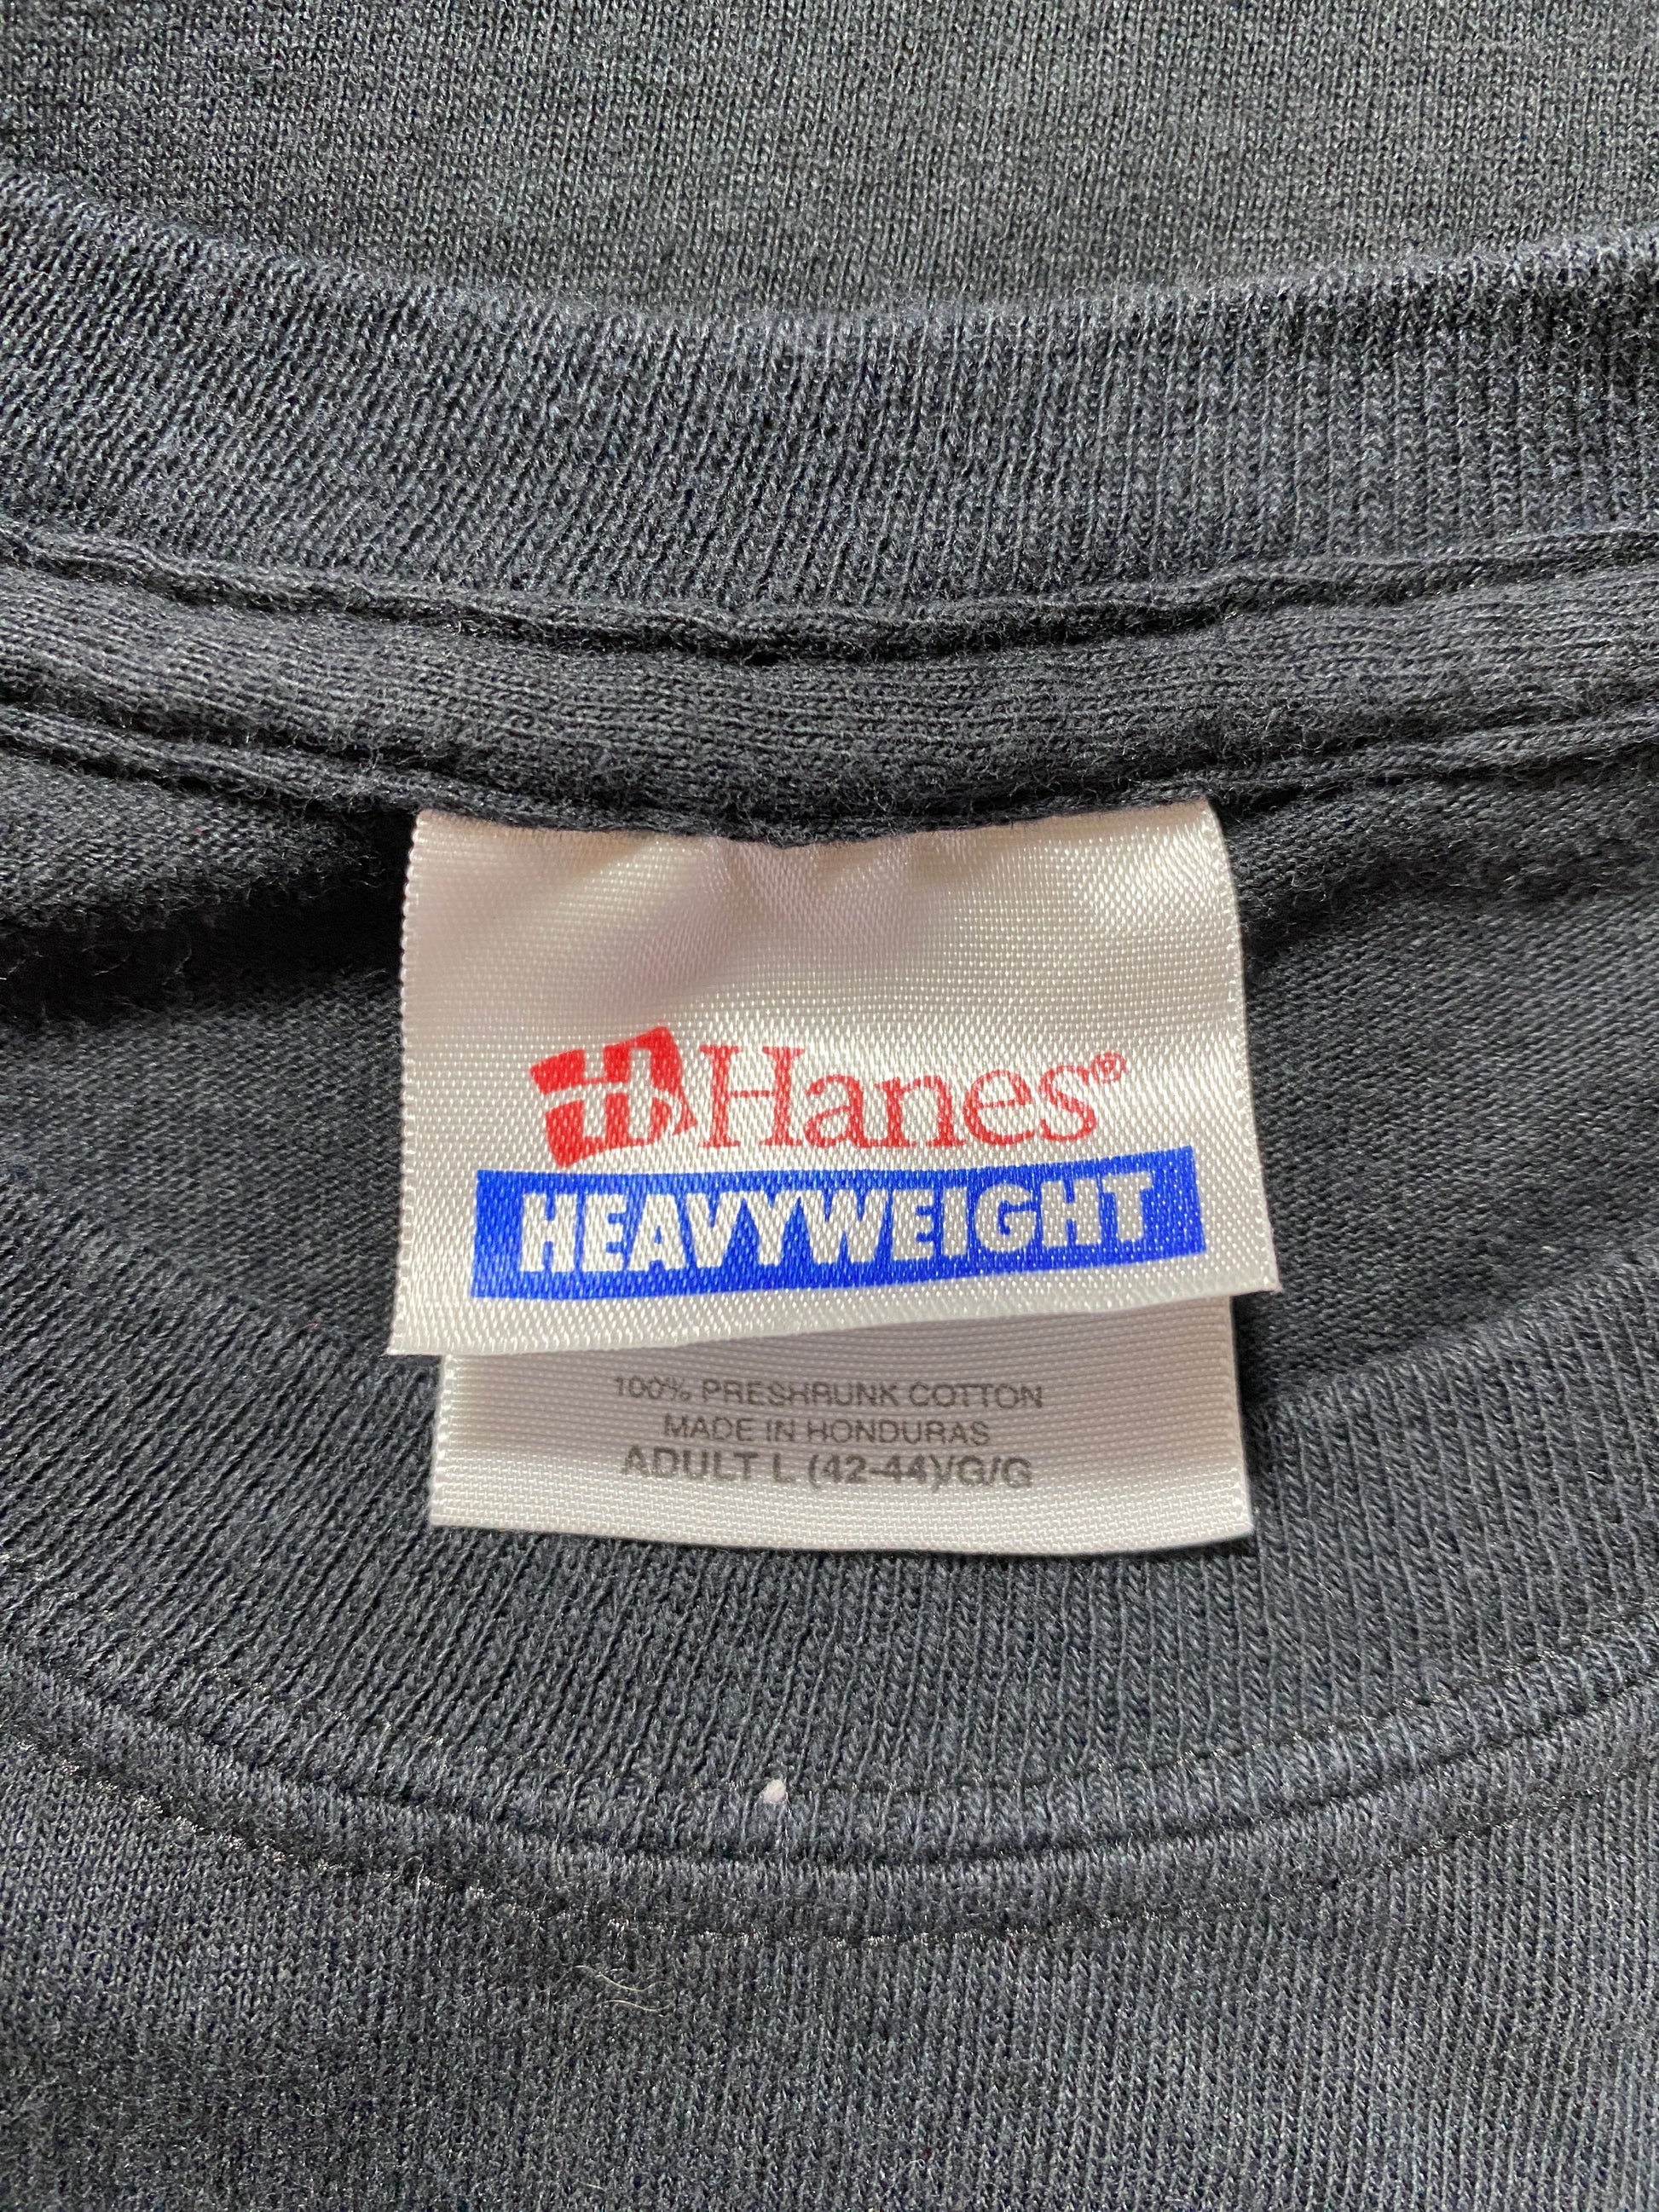 Hanes®
HEAVYWEIGHT
100% PRESHRUNK COTTON
MADE IN HONDURAS
ADULT L (42-44)/G/G